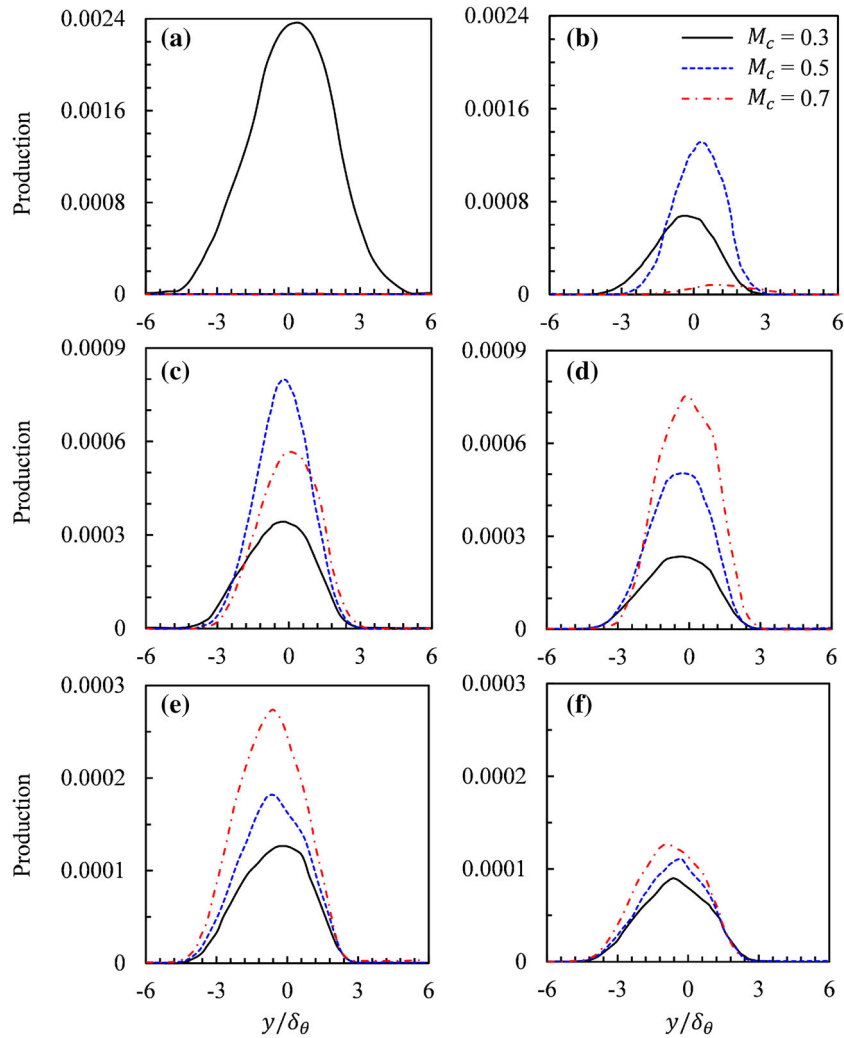 (a)
0.0024
0.0016
0.0008
0
Production
-6 -3 0 3 6
(b)
M_c = 0.3
M_c = 0.5
M_c = 0.7
0.0024
0.0016
0.0008
0
-6 -3 0 3 6
(c)
0.0009
0.0006
0.0003
0
Production
-6 -3 0 3 6
(d)
0.0009
0.0006
0.0003
0
-6 -3 0 3 6
(e)
0.0003
0.0002
0.0001
0
Production
-6 -3 0 3 6
y/δ_θ
(f)
0.0003
0.0002
0.0001
0
-6 -3 0 3 6
y/δ_θ